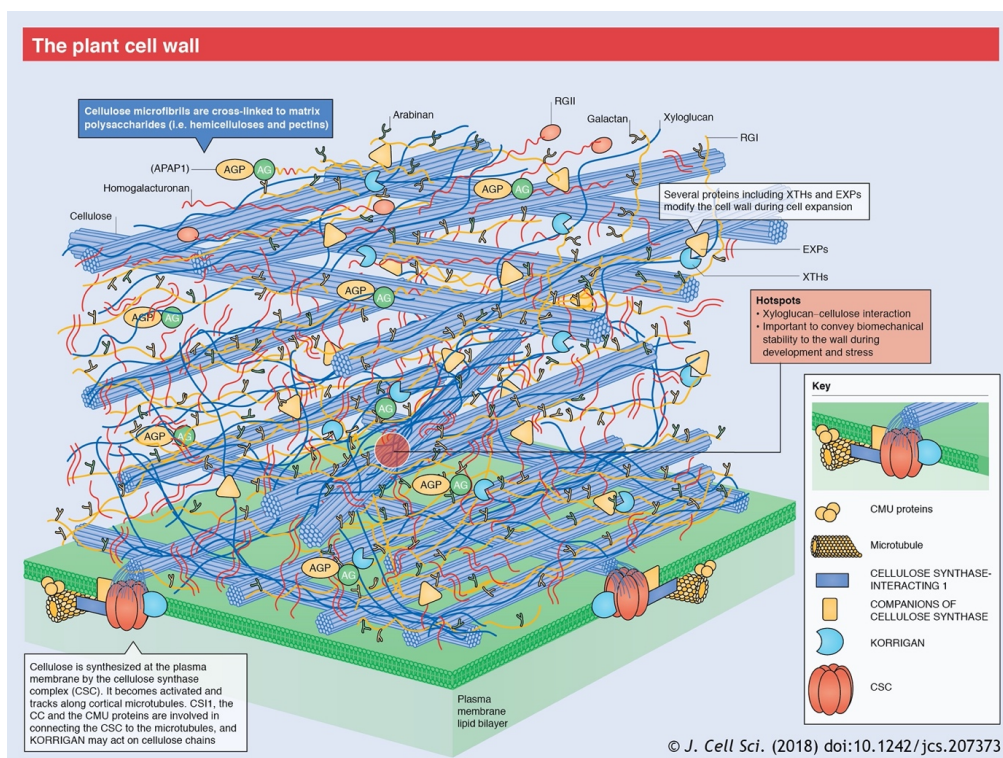 The plant cell wall
Cellulose microfibrils are cross-linked to matrix
polysaccharides (i.e. hemicelluloses and pectins)
Arabinan
RGII
Galactan
Xyloglucan
RGI
(APAP1)
AGP
AG
Homogalacturonan
AGP
AG
Several proteins including XTHs and EXPs
modify the cell wall during cell expansion
Cellulose
EXPs
XTHs
AGP
AG
Hotspots
• Xyloglucan–cellulose interaction
• Important to convey biomechanical
stability to the wall during
development and stress
AGP
AG
Key
AG
AGP
AG
AGP
AG
CMU proteins
Microtubule
AGP
AG
CELLULOSE SYNTHASE-
INTERACTING 1
COMPANIONS OF
CELLULOSE SYNTHASE
KORRIGAN
CSC
Cellulose is synthesized at the plasma
membrane by the cellulose synthase
complex (CSC). It becomes activated and
tracks along cortical microtubules. CSI1, the
CC and the CMU proteins are involved in
connecting the CSC to the microtubules, and
KORRIGAN may act on cellulose chains
Plasma
membrane
lipid bilayer
© J. Cell Sci. (2018) doi:10.1242/jcs.207373